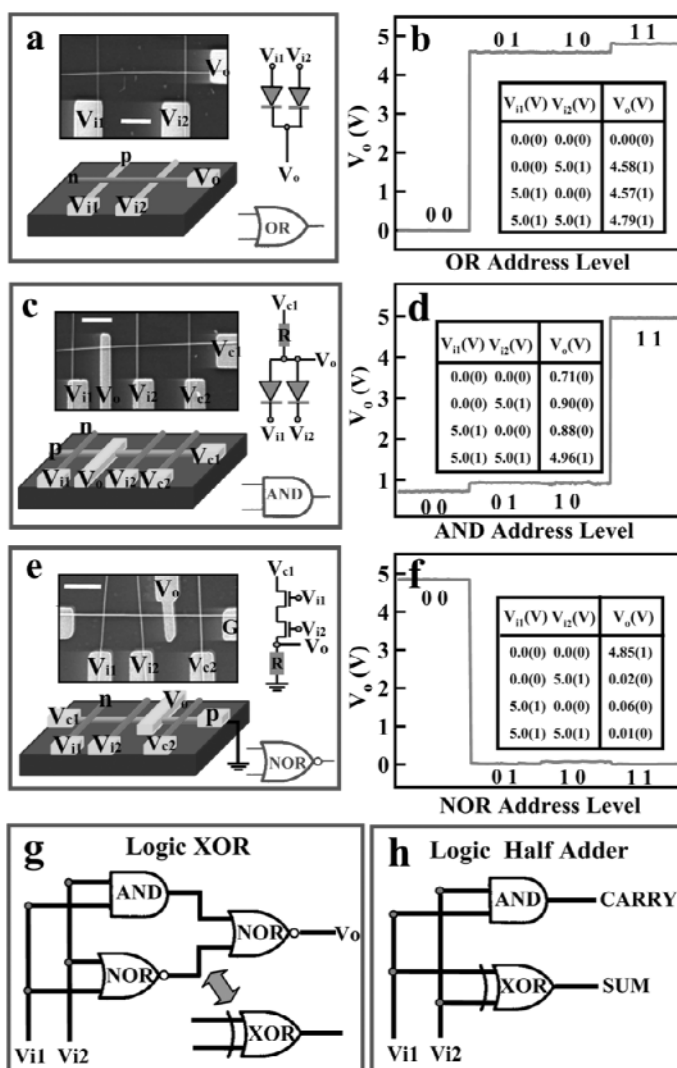 a
Vi1 Vi2
Vo
Vi1 Vi2
Vo
p
n
Vo
Vi1 Vi2
OR
b
Vo(V)
5
4
3
2
1
0
0 0
0 1
1 0
1 1
Vi1(V) Vi2(V) Vo(V)
0.0(0) 0.0(0) 0.00(0)
0.0(0) 5.0(1) 4.58(1)
5.0(1) 0.0(0) 4.57(1)
5.0(1) 5.0(1) 4.79(1)
OR Address Level
c
Vc1
R
Vo
Vi1 Vi2
Vc1
Vi1 Vo Vi2 Vc2
n
p
Vc1
Vi1 Vo Vi2 Vc2
AND
d
Vo(V)
5
4
3
2
1
0 0
0 1
1 0
1 1
Vi1(V) Vi2(V) Vo(V)
0.0(0) 0.0(0) 0.71(0)
0.0(0) 5.0(1) 0.90(0)
5.0(1) 0.0(0) 0.88(0)
5.0(1) 5.0(1) 4.96(1)
AND Address Level
e
Vo
G
Vi1 Vi2 Vc2
Vc1
Vi1
Vi2
Vo
R
n
Vo
Vc1
p
Vi1 Vi2 Vc2
NOR
f
Vo(V)
5
4
3
2
1
0
0 0
0 1
1 0
1 1
Vi1(V) Vi2(V) Vo(V)
0.0(0) 0.0(0) 4.85(1)
0.0(0) 5.0(1) 0.02(0)
5.0(1) 0.0(0) 0.06(0)
5.0(1) 5.0(1) 0.01(0)
NOR Address Level
g
Logic XOR
AND
NOR
NOR
Vo
XOR
Vi1 Vi2
h
Logic Half Adder
AND
CARRY
XOR
SUM
Vi1 Vi2